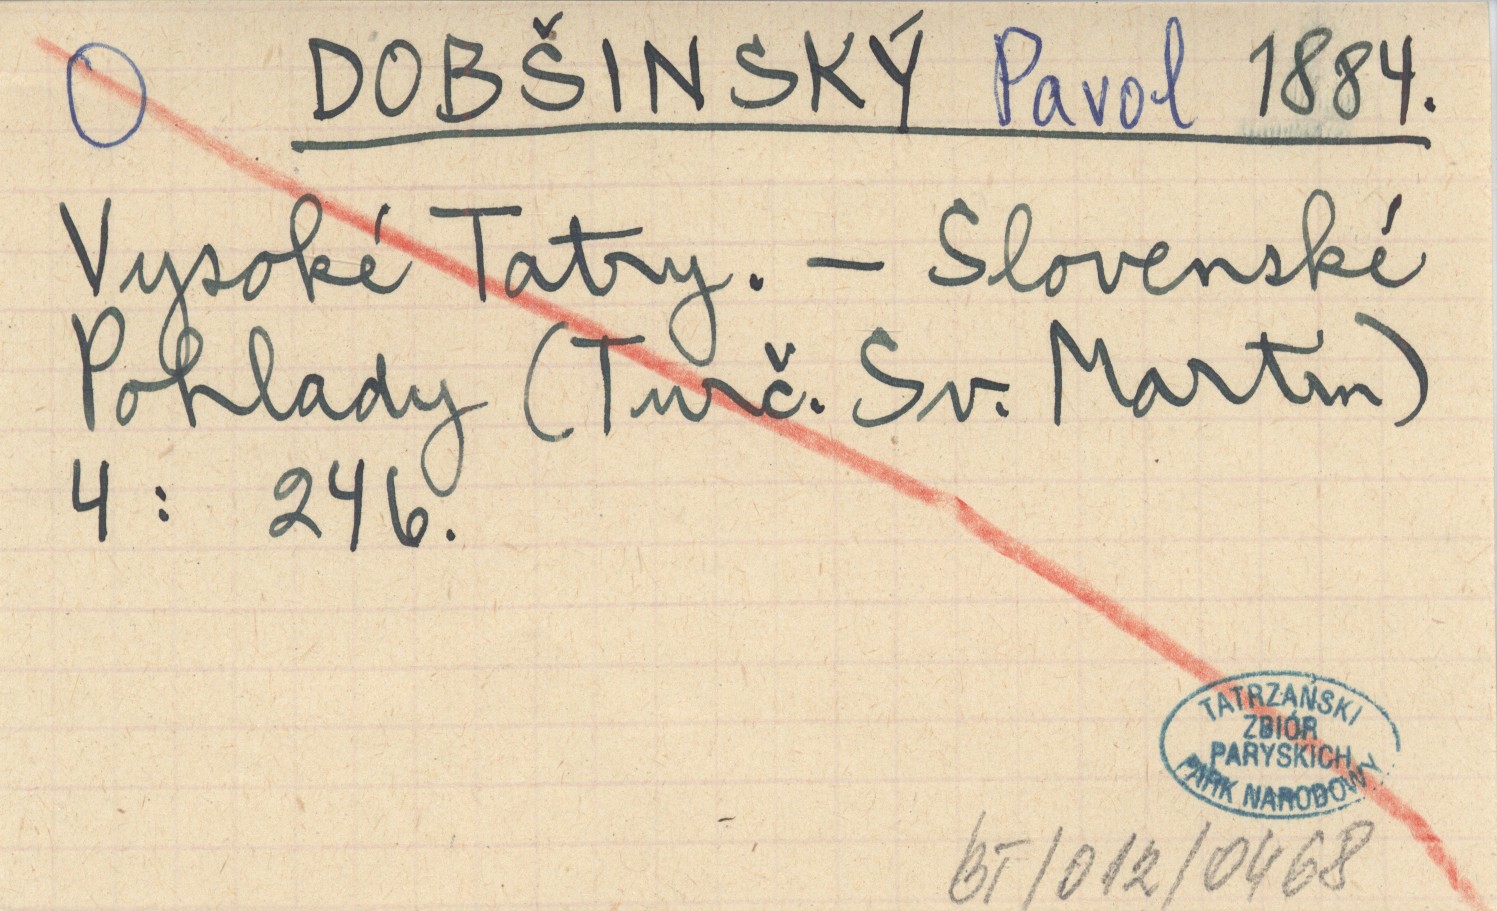 O DOBŠINSKÝ Pavol 1884.
Vysoké Tatry. – Slovenské
Pohlady (Turč. Sv. Martin)
4 : 246.
TATRZAŃSKI
ZBIÓR
PARYSKICH
PARK NARODOWY
BT/012/0468